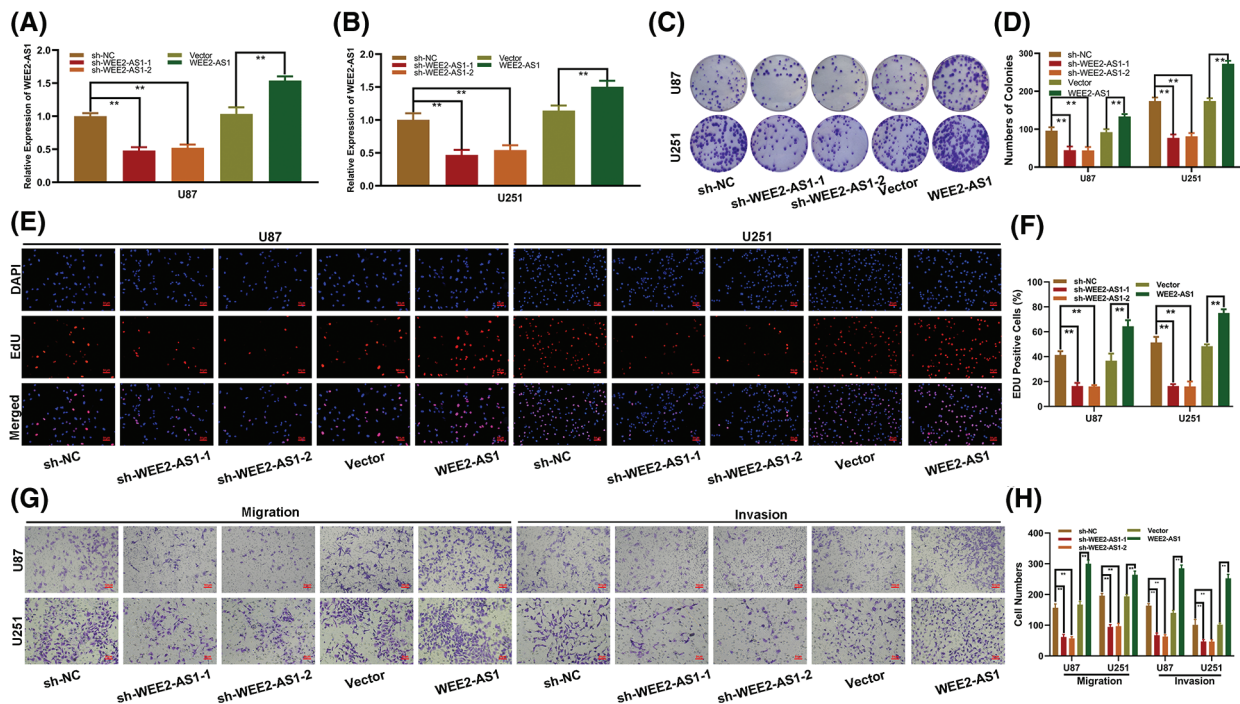 (A)
Relative Expression of WEE2-AS1
2.0
1.5
1.0
0.5
0.0
sh-NC
sh-WEE2-AS1-1
sh-WEE2-AS1-2
Vector
WEE2-AS1
**
**
**
U87
(B)
Relative Expression of WEE2-AS1
2.0
1.5
1.0
0.5
0.0
sh-NC
sh-WEE2-AS1-1
sh-WEE2-AS1-2
Vector
WEE2-AS1
**
**
**
U251
(C)
U87
U251
sh-NC
sh-WEE2-AS1-1
sh-WEE2-AS1-2
Vector
WEE2-AS1
(D)
Numbers of Colonies
300
200
100
0
sh-NC
sh-WEE2-AS1-1
sh-WEE2-AS1-2
Vector
WEE2-AS1
**
**
**
**
**
**
U87
U251
(E)
U87
U251
DAPI
EdU
Merged
sh-NC
sh-WEE2-AS1-1
sh-WEE2-AS1-2
Vector
WEE2-AS1
sh-NC
sh-WEE2-AS1-1
sh-WEE2-AS1-2
Vector
WEE2-AS1
(F)
EDU Positive Cells (%)
100
80
60
40
20
0
sh-NC
sh-WEE2-AS1-1
sh-WEE2-AS1-2
Vector
WEE2-AS1
**
**
**
**
**
**
U87
U251
(G)
Migration
Invasion
U87
U251
sh-NC
sh-WEE2-AS1-1
sh-WEE2-AS1-2
Vector
WEE2-AS1
sh-NC
sh-WEE2-AS1-1
sh-WEE2-AS1-2
Vector
WEE2-AS1
(H)
Cell Numbers
400
300
200
100
0
sh-NC
sh-WEE2-AS1-1
sh-WEE2-AS1-2
Vector
WEE2-AS1
**
**
**
**
**
**
**
**
**
**
**
**
U87
U251
U87
U251
Migration
Invasion